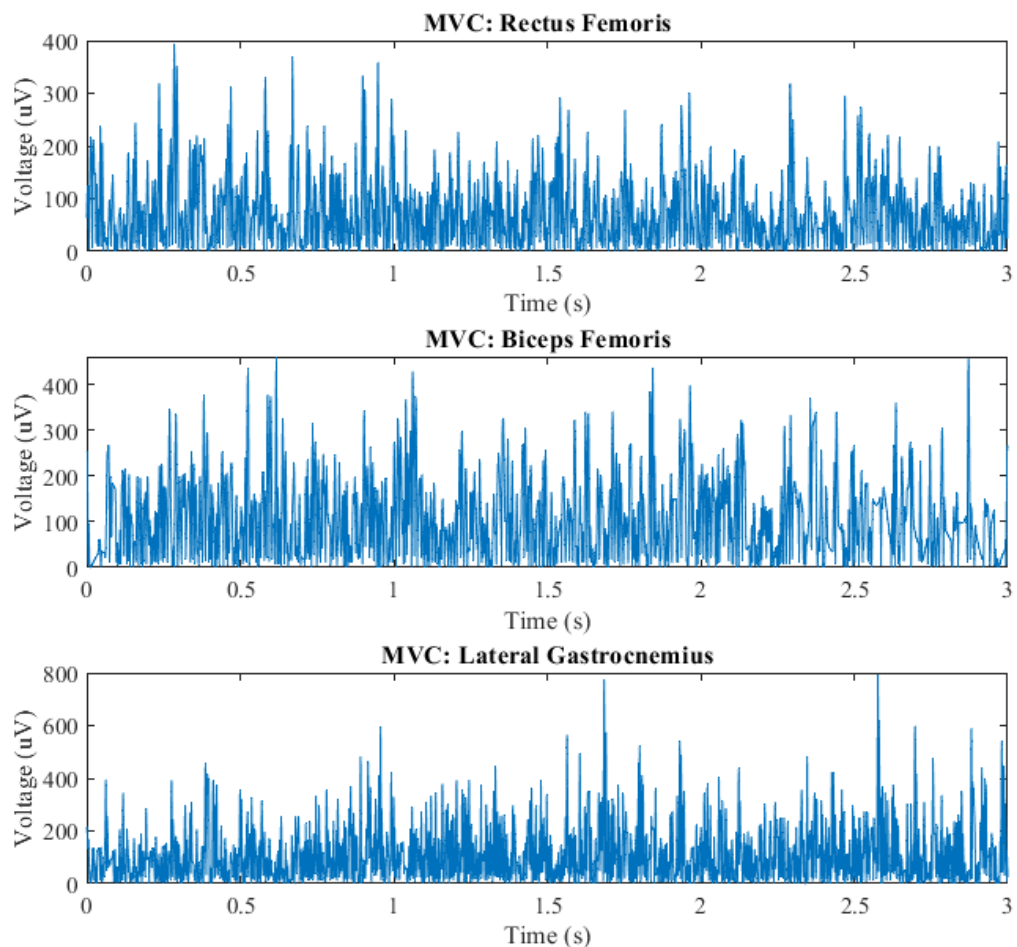 MVC: Rectus Femoris
400
300
200
100
0
Voltage (uV)
0 0.5 1 1.5 2 2.5 3
Time (s)
MVC: Biceps Femoris
400
300
200
100
0
Voltage (uV)
0 0.5 1 1.5 2 2.5 3
Time (s)
MVC: Lateral Gastrocnemius
800
600
400
200
0
Voltage (uV)
0 0.5 1 1.5 2 2.5 3
Time (s)